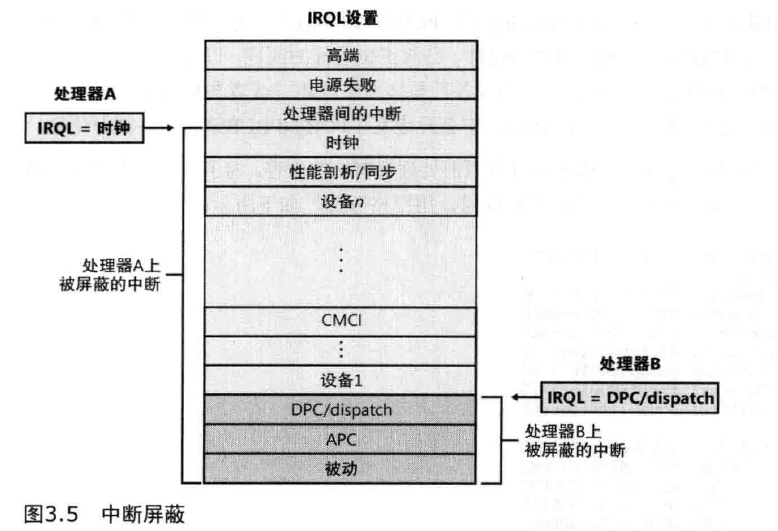 IRQL设置
高端
电源失败
处理器A
处理器间的中断
IRQL = 时钟
时钟
性能剖析/同步
设备n
⋮
处理器A上
被屏蔽的中断
CMCI
⋮
设备1
处理器B
DPC/dispatch
IRQL = DPC/dispatch
APC
处理器B上
被屏蔽的中断
被动
图3.5 中断屏蔽